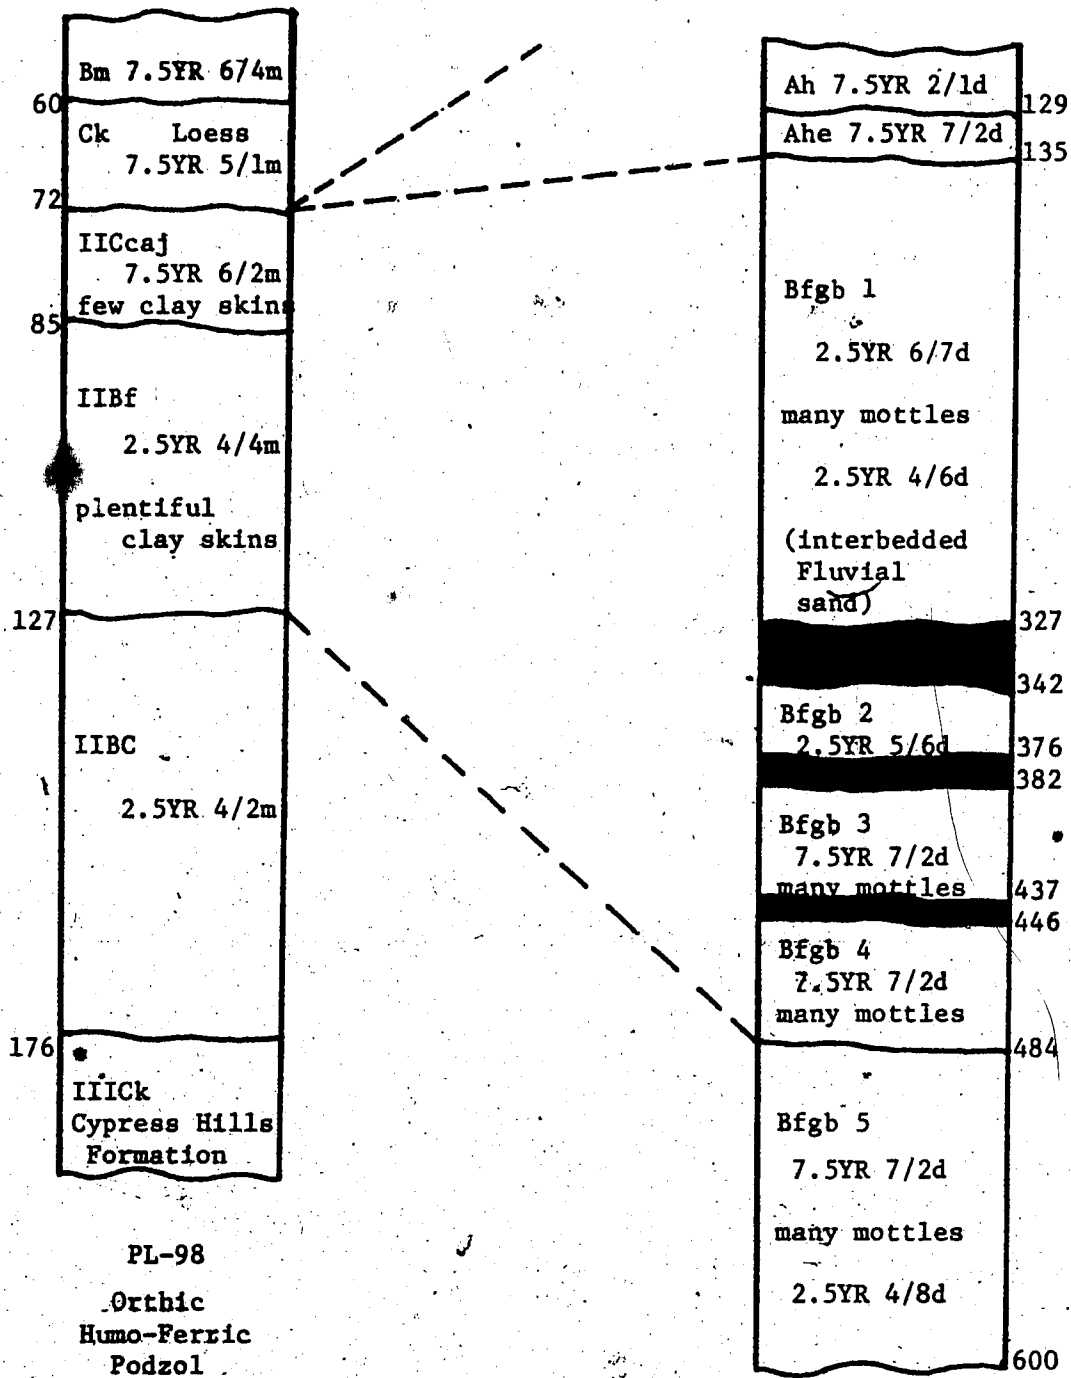 Bm 7.5YR 6/4m
60
Ck Loess
7.5YR 5/1m
72
IICcaj
7.5YR 6/2m
few clay skins
85
IIBf
2.5YR 4/4m
plentiful
clay skins
127
IIBC
2.5YR 4/2m
176
IIICk
Cypress Hills
Formation
PL-98
Orthic
Humo-Ferric
Podzol
Ah 7.5YR 2/1d
129
Ahe 7.5YR 7/2d
135
Bfgb 1
2.5YR 6/7d
many mottles
2.5YR 4/6d
(interbedded
Fluvial
sand)
327
342
Bfgb 2
2.5YR 5/6d
376
382
Bfgb 3
7.5YR 7/2d
many mottles
437
446
Bfgb 4
7.5YR 7/2d
many mottles
484
Bfgb 5
7.5YR 7/2d
many mottles
2.5YR 4/8d
600